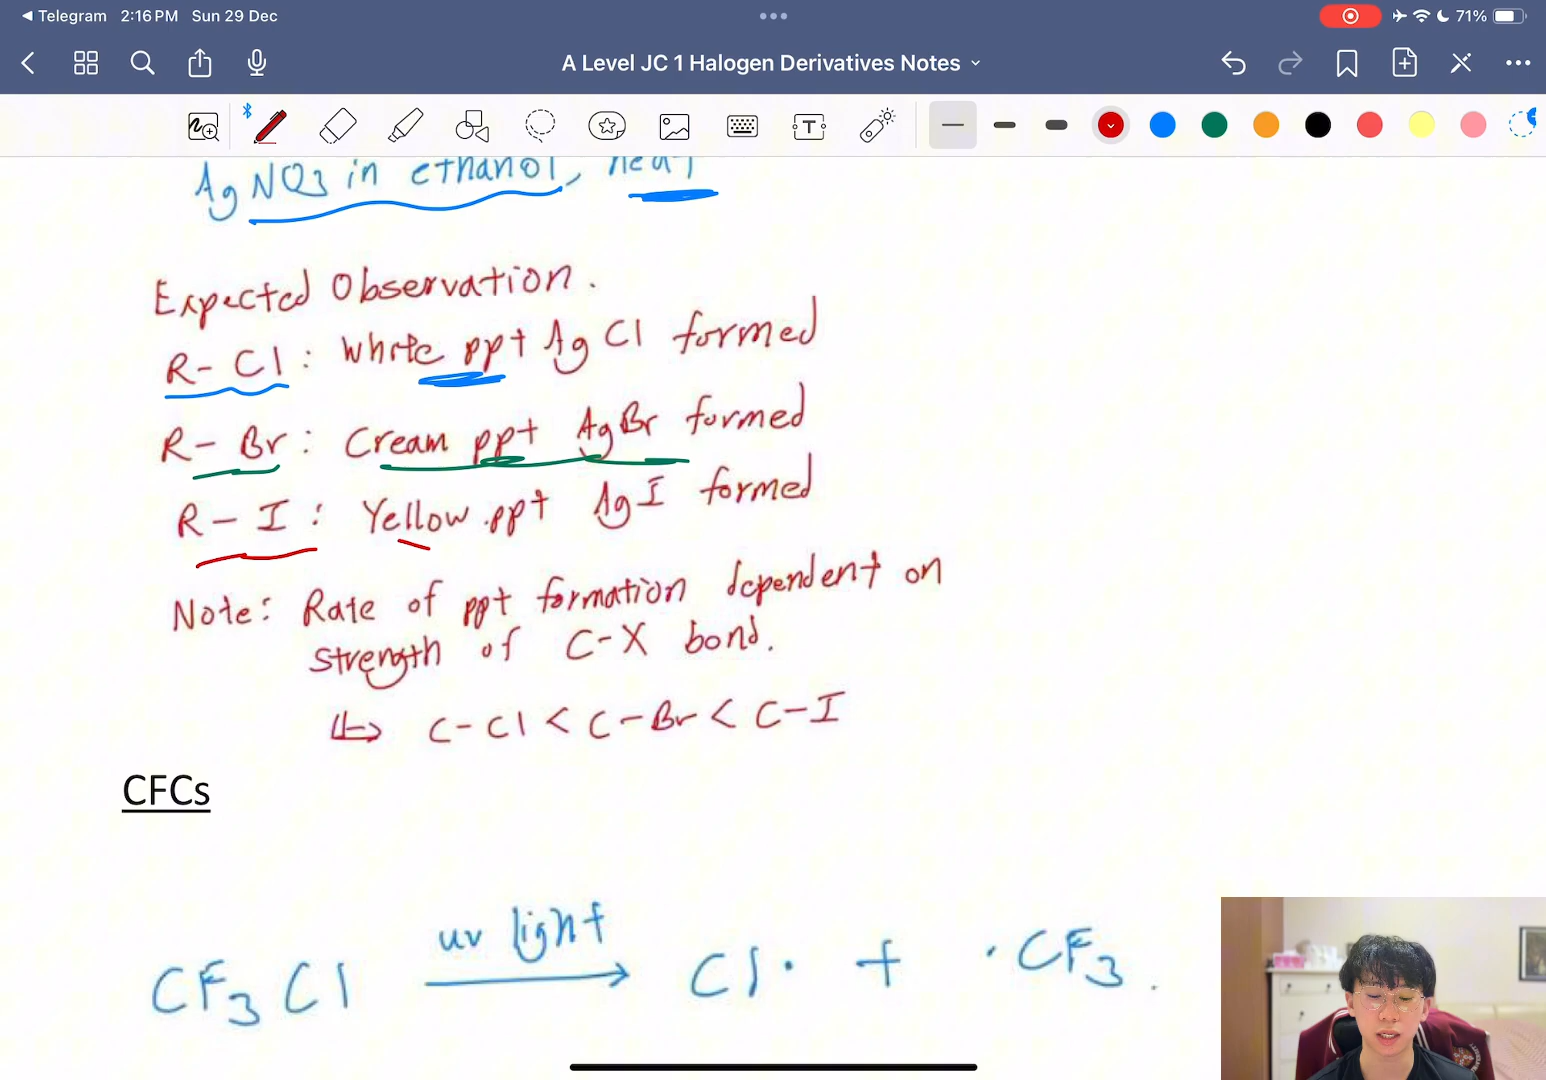 Telegram 2:16 PM Sun 29 Dec
71%
A Level JC 1 Halogen Derivatives Notes
T
AgNO3 in ethanol, heat
Expected Observation.
R- Cl: White ppt AgCl formed
R- Br: Cream ppt AgBr formed
R- I: Yellow ppt AgI formed
Note: Rate of ppt formation dependent on
strength of C-X bond.
↳ C-Cl < C-Br < C-I
CFCs
uv light
CF3Cl → Cl· + ·CF3.